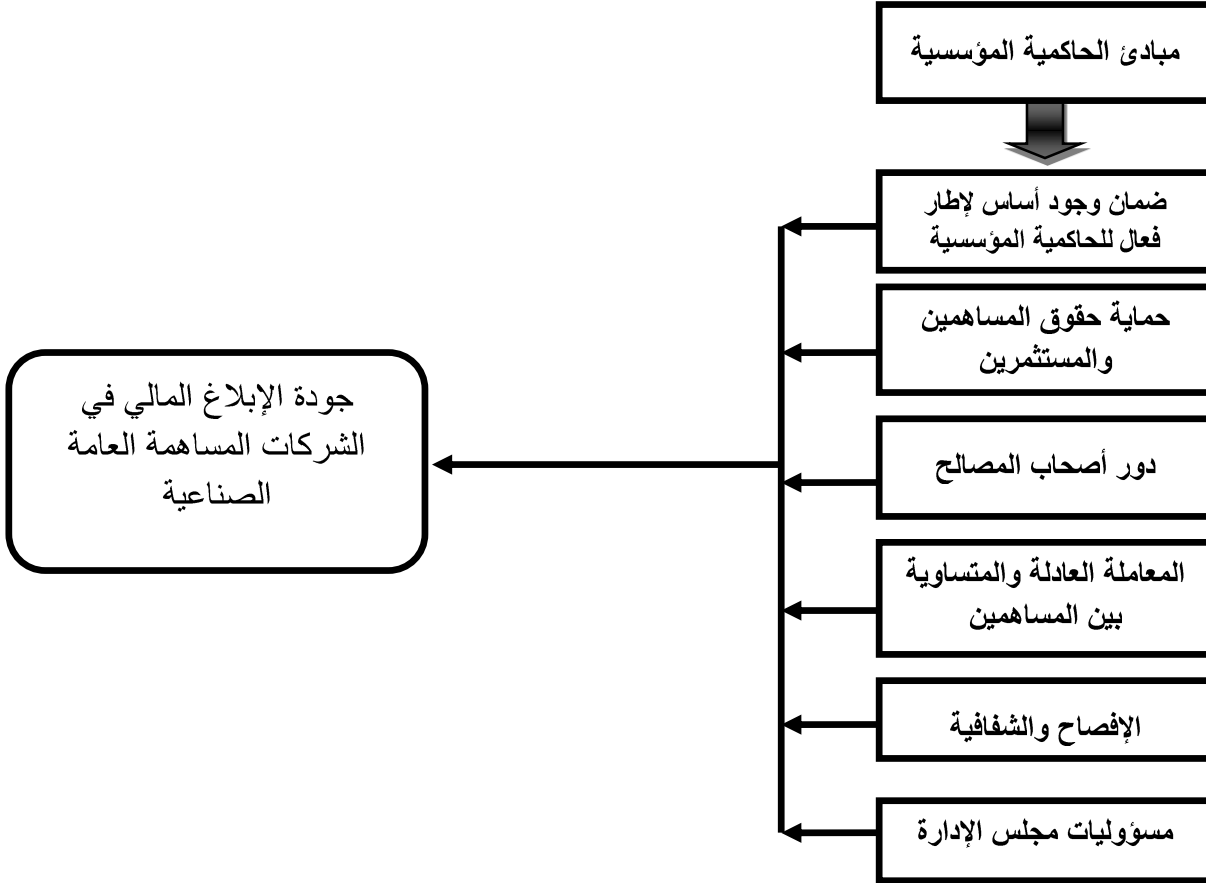 مبادئ الحاكمية المؤسسية
ضمان وجود أساس لإطار
فعال للحاكمية المؤسسية
حماية حقوق المساهمين
والمستثمرين
دور أصحاب المصالح
المعاملة العادلة والمتساوية
بين المساهمين
الإفصاح والشفافية
مسؤوليات مجلس الإدارة
جودة الإبلاغ المالي في
الشركات المساهمة العامة
الصناعية